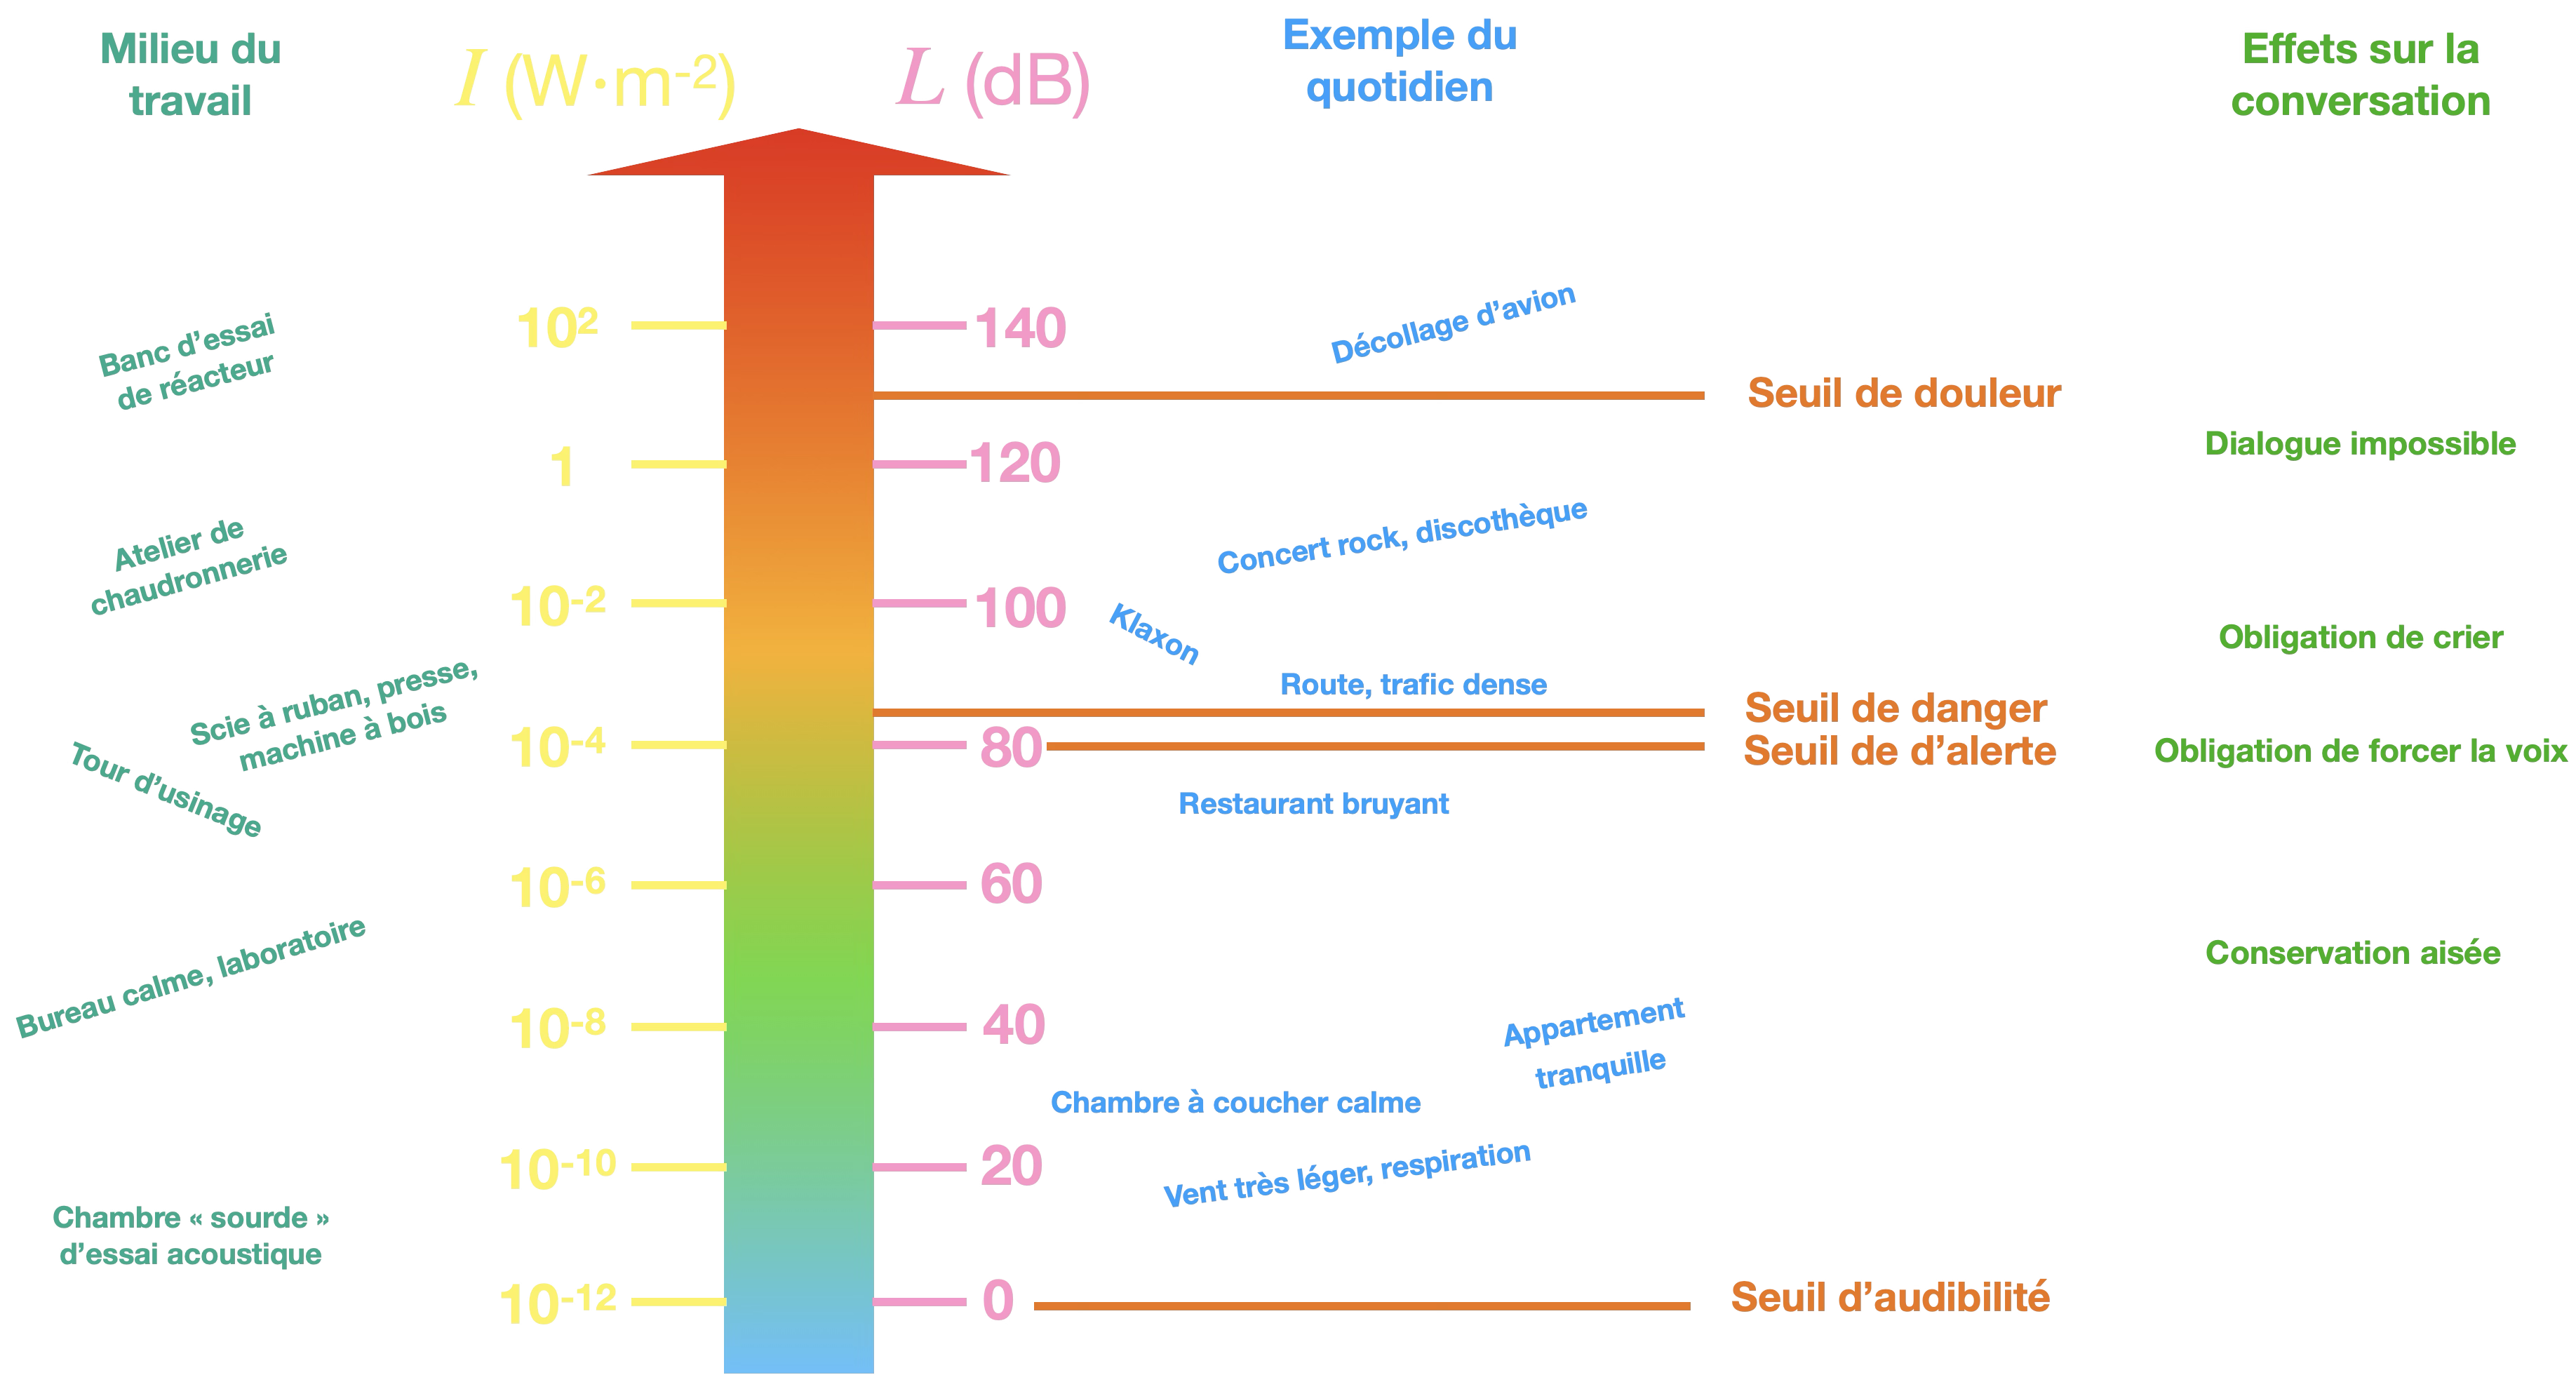 Milieu du
travail
I (W·m-2)
L (dB)
Exemple du
quotidien
Effets sur la
conversation
10²
140
Décollage d’avion
Banc d’essai
de réacteur
Seuil de douleur
Dialogue impossible
1
120
Concert rock, discothèque
Atelier de
chaudronnerie
10-2
100
Klaxon
Obligation de crier
Route, trafic dense
Scie à ruban, presse,
machine à bois
Seuil de danger
10-4
80
Seuil de d’alerte
Obligation de forcer la voix
Tour d’usinage
Restaurant bruyant
10-6
60
Bureau calme, laboratoire
Conservation aisée
10-8
40
Appartement
tranquille
Chambre à coucher calme
10-10
20
Vent très léger, respiration
Chambre « sourde »
d’essai acoustique
10-12
0
Seuil d’audibilité